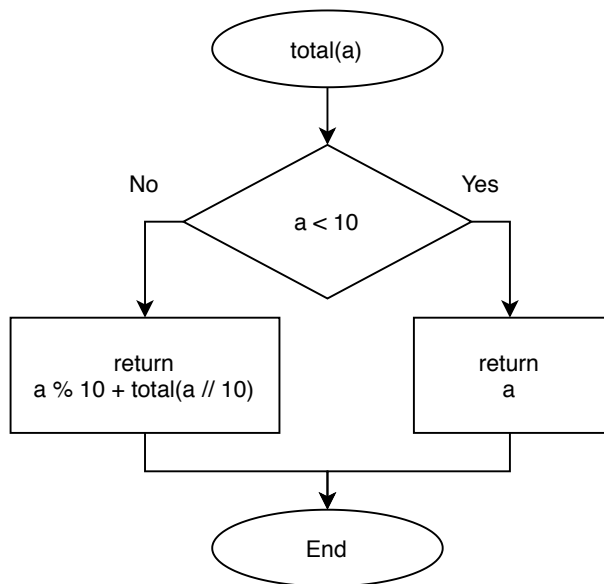 total(a)
No
Yes
a < 10
return
a % 10 + total(a // 10)
return
a
End